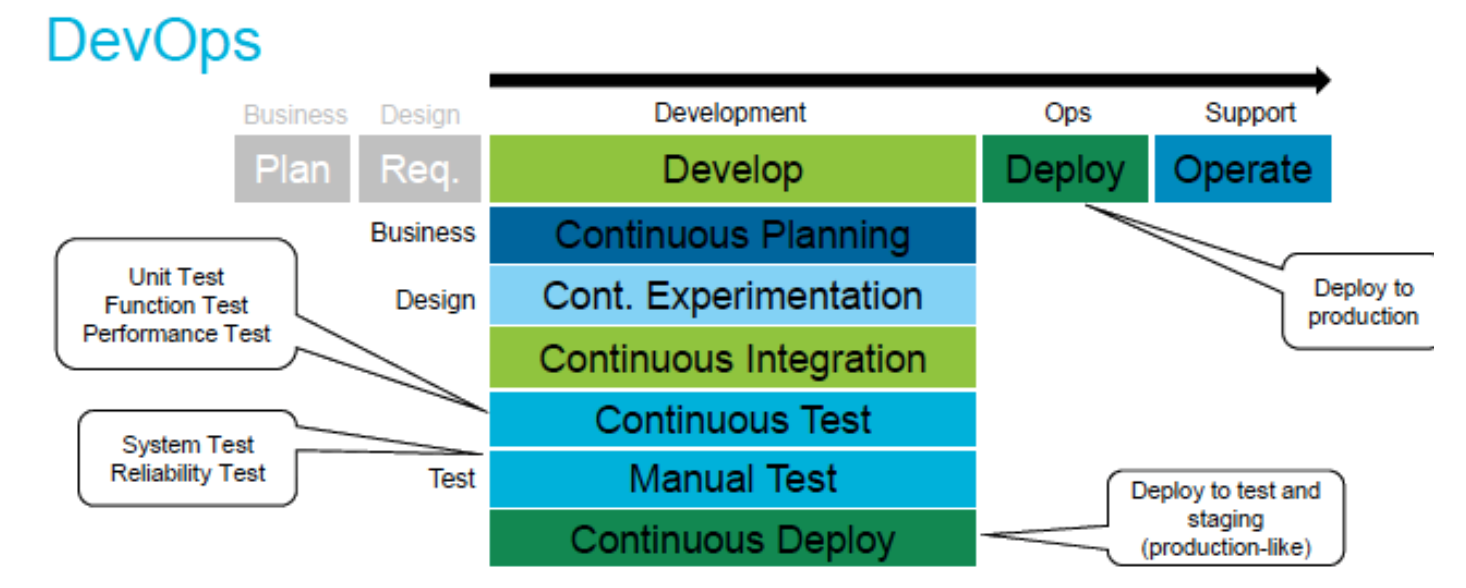 DevOps
Business Design Development Ops Support
Plan Req. Develop Deploy Operate
Business Continuous Planning
Unit Test
Function Test
Performance Test
Design Cont. Experimentation
Deploy to
production
Continuous Integration
Continuous Test
System Test
Reliability Test
Test Manual Test
Deploy to test and
staging
(production-like)
Continuous Deploy